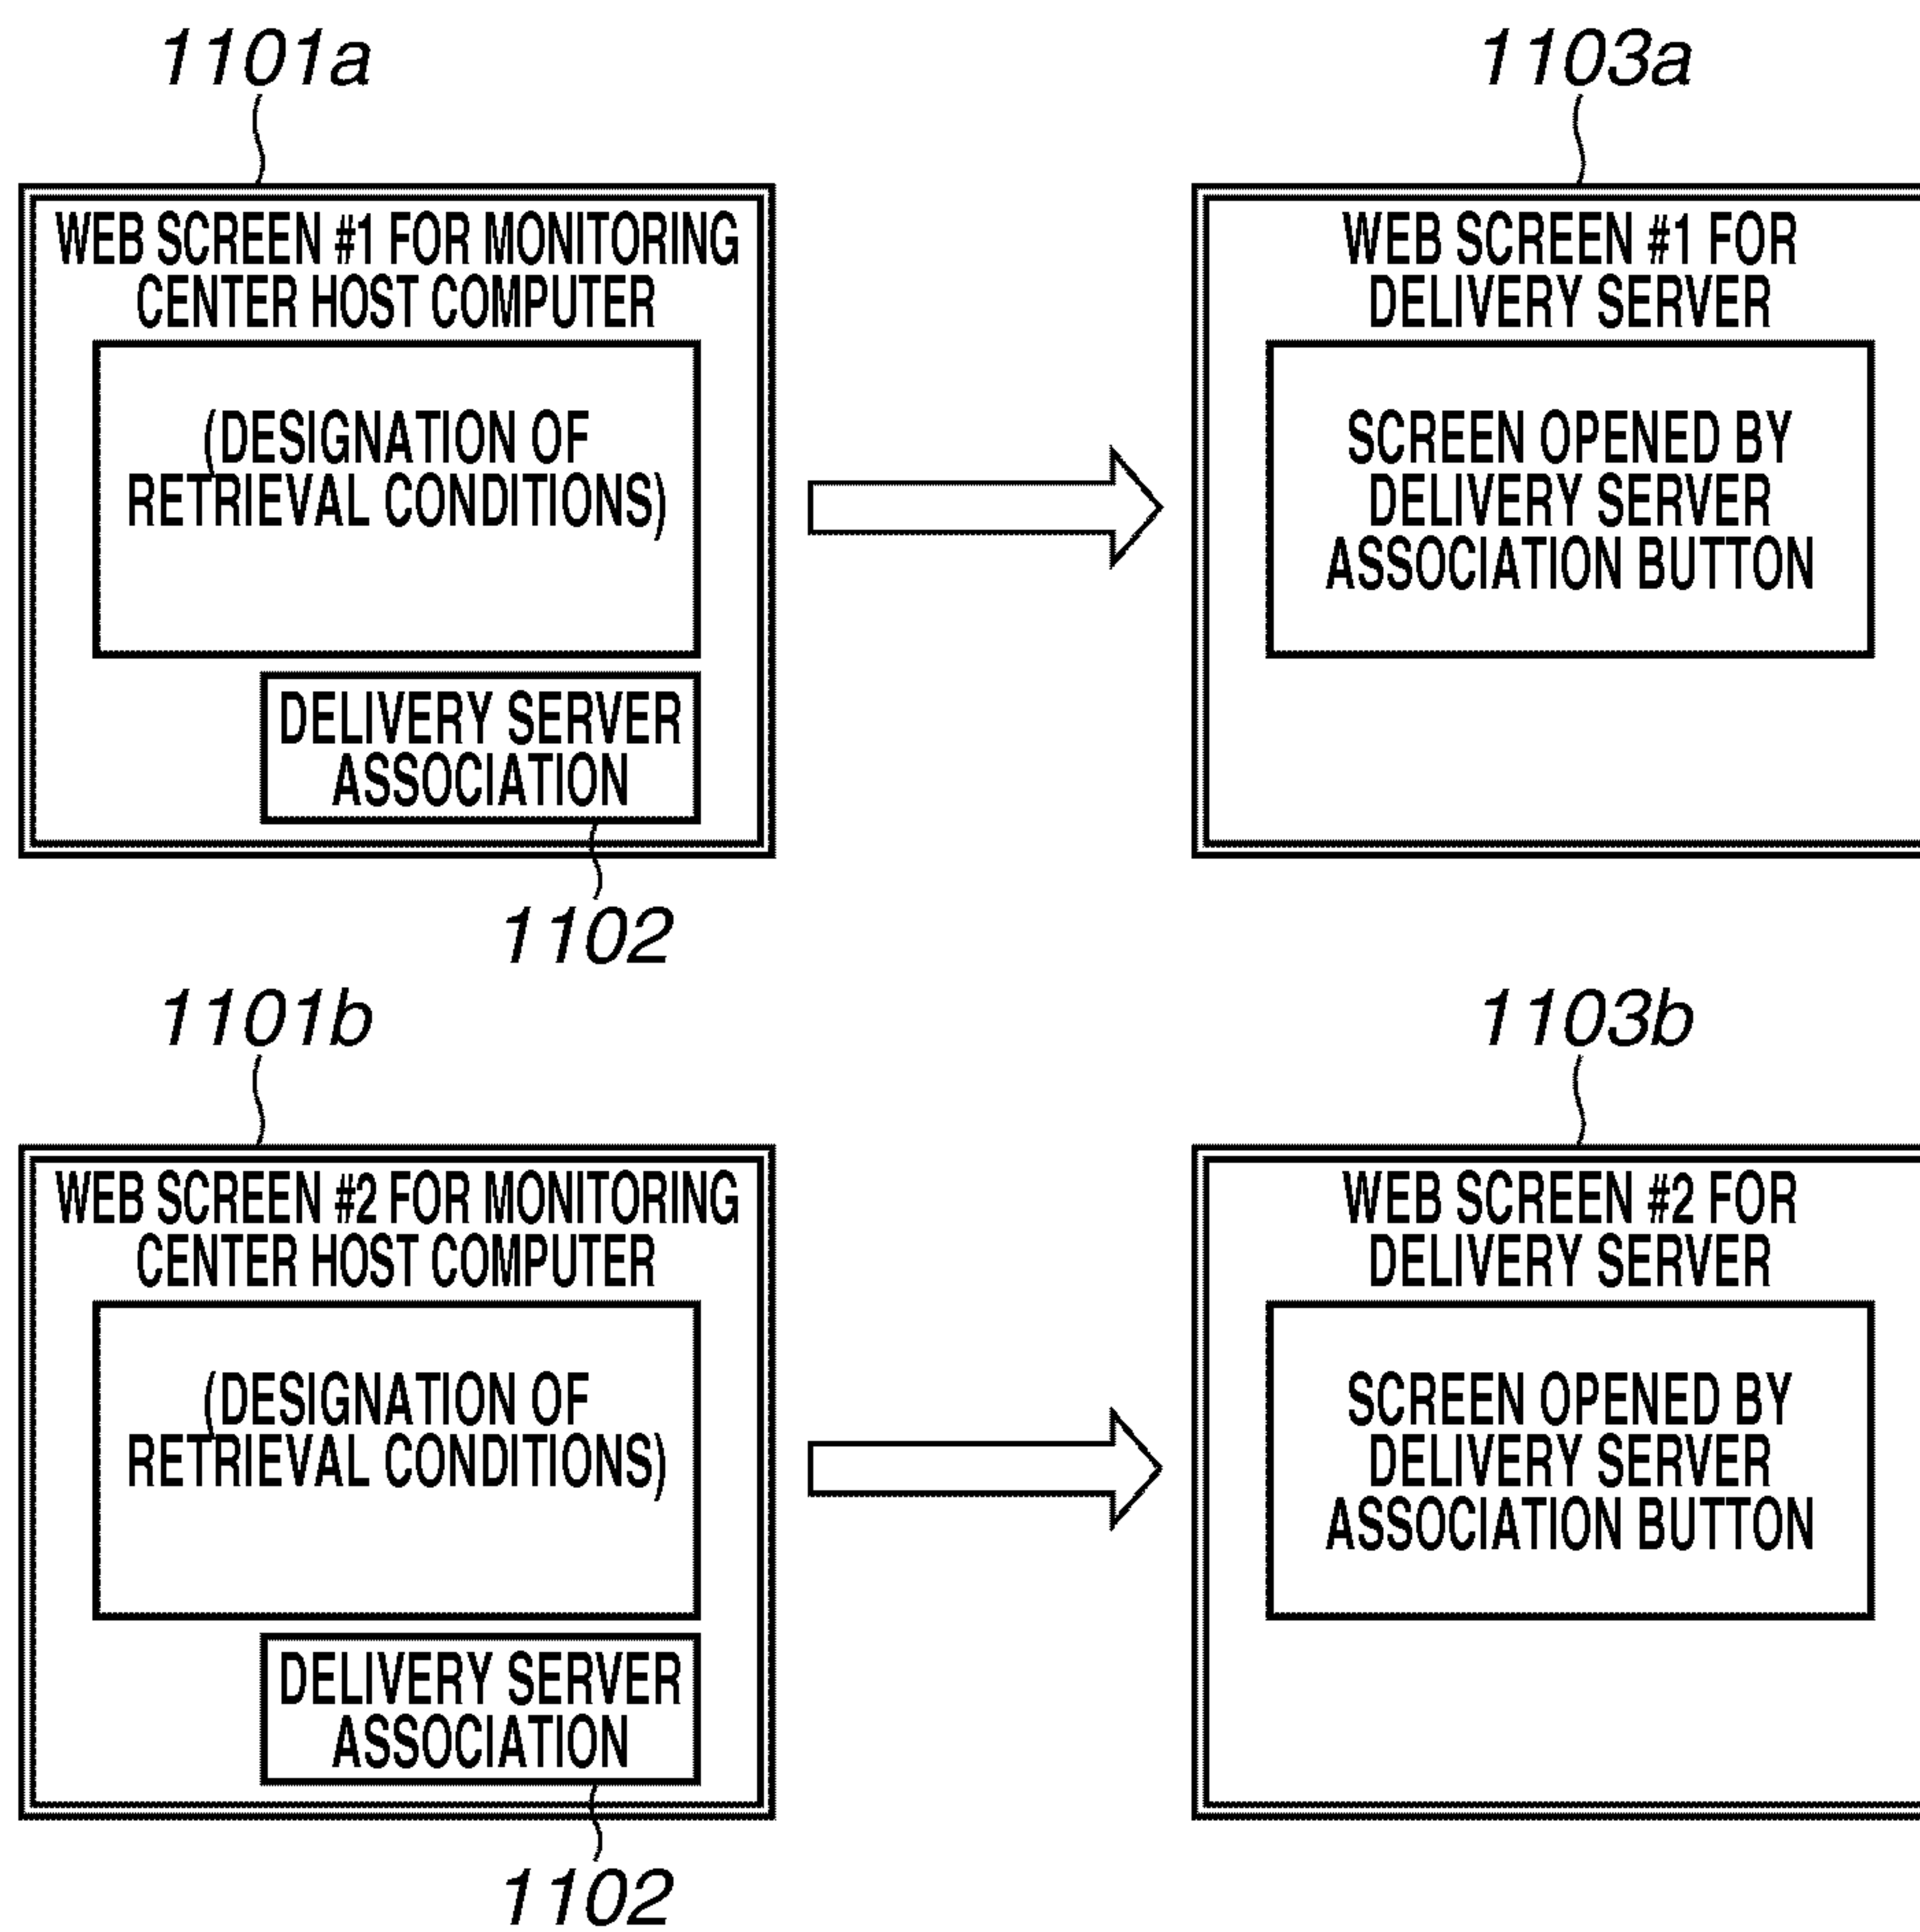 1101a
1103a
WEB SCREEN #1 FOR MONITORING
CENTER HOST COMPUTER
(DESIGNATION OF
RETRIEVAL CONDITIONS)
DELIVERY SERVER
ASSOCIATION
1102
WEB SCREEN #1 FOR
DELIVERY SERVER
SCREEN OPENED BY
DELIVERY SERVER
ASSOCIATION BUTTON
1101b
1103b
WEB SCREEN #2 FOR MONITORING
CENTER HOST COMPUTER
(DESIGNATION OF
RETRIEVAL CONDITIONS)
DELIVERY SERVER
ASSOCIATION
1102
WEB SCREEN #2 FOR
DELIVERY SERVER
SCREEN OPENED BY
DELIVERY SERVER
ASSOCIATION BUTTON